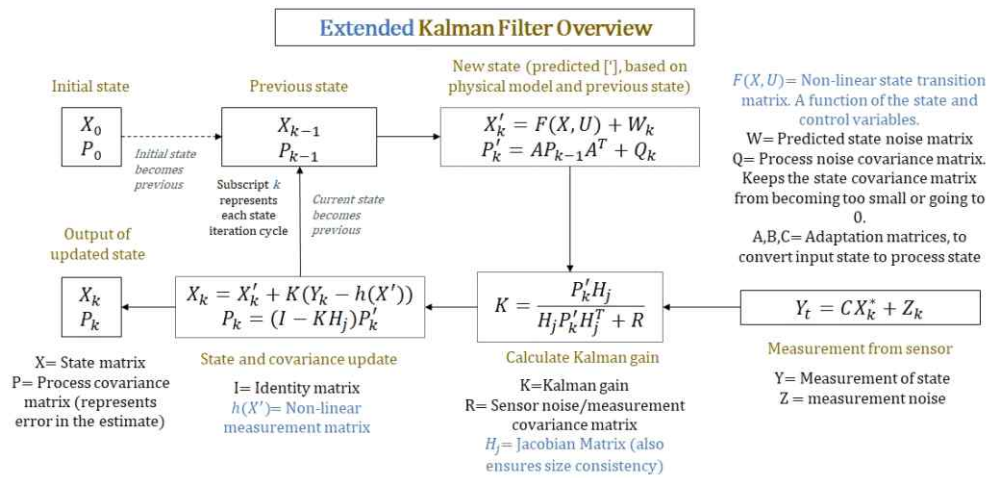 Extended Kalman Filter Overview
Initial state
X₀
P₀
Initial state
becomes
previous
Previous state
Xₖ₋₁
Pₖ₋₁
Subscript k
represents
each state
iteration cycle
Current state
becomes
previous
New state (predicted ['], based on
physical model and previous state)
X'ₖ = F(X, U) + Wₖ
P'ₖ = APₖ₋₁Aᵀ + Qₖ
F(X, U)= Non-linear state transition
matrix. A function of the state and
control variables.
W= Predicted state noise matrix
Q= Process noise covariance matrix.
Keeps the state covariance matrix
from becoming too small or going to
0.
A,B,C= Adaptation matrices, to
convert input state to process state
Output of
updated state
Xₖ
Pₖ
X= State matrix
P= Process covariance
matrix (represents
error in the estimate)
Xₖ = X'ₖ + K(Yₖ − h(X'))
Pₖ = (I − KHⱼ)P'ₖ
State and covariance update
I= Identity matrix
h(X')= Non-linear
measurement matrix
K = P'ₖHⱼ / HⱼP'ₖHⱼᵀ + R
Calculate Kalman gain
K=Kalman gain
R= Sensor noise/measurement
covariance matrix
Hⱼ= Jacobian Matrix (also
ensures size consistency)
Yₜ = CX*ₖ + Zₖ
Measurement from sensor
Y= Measurement of state
Z = measurement noise